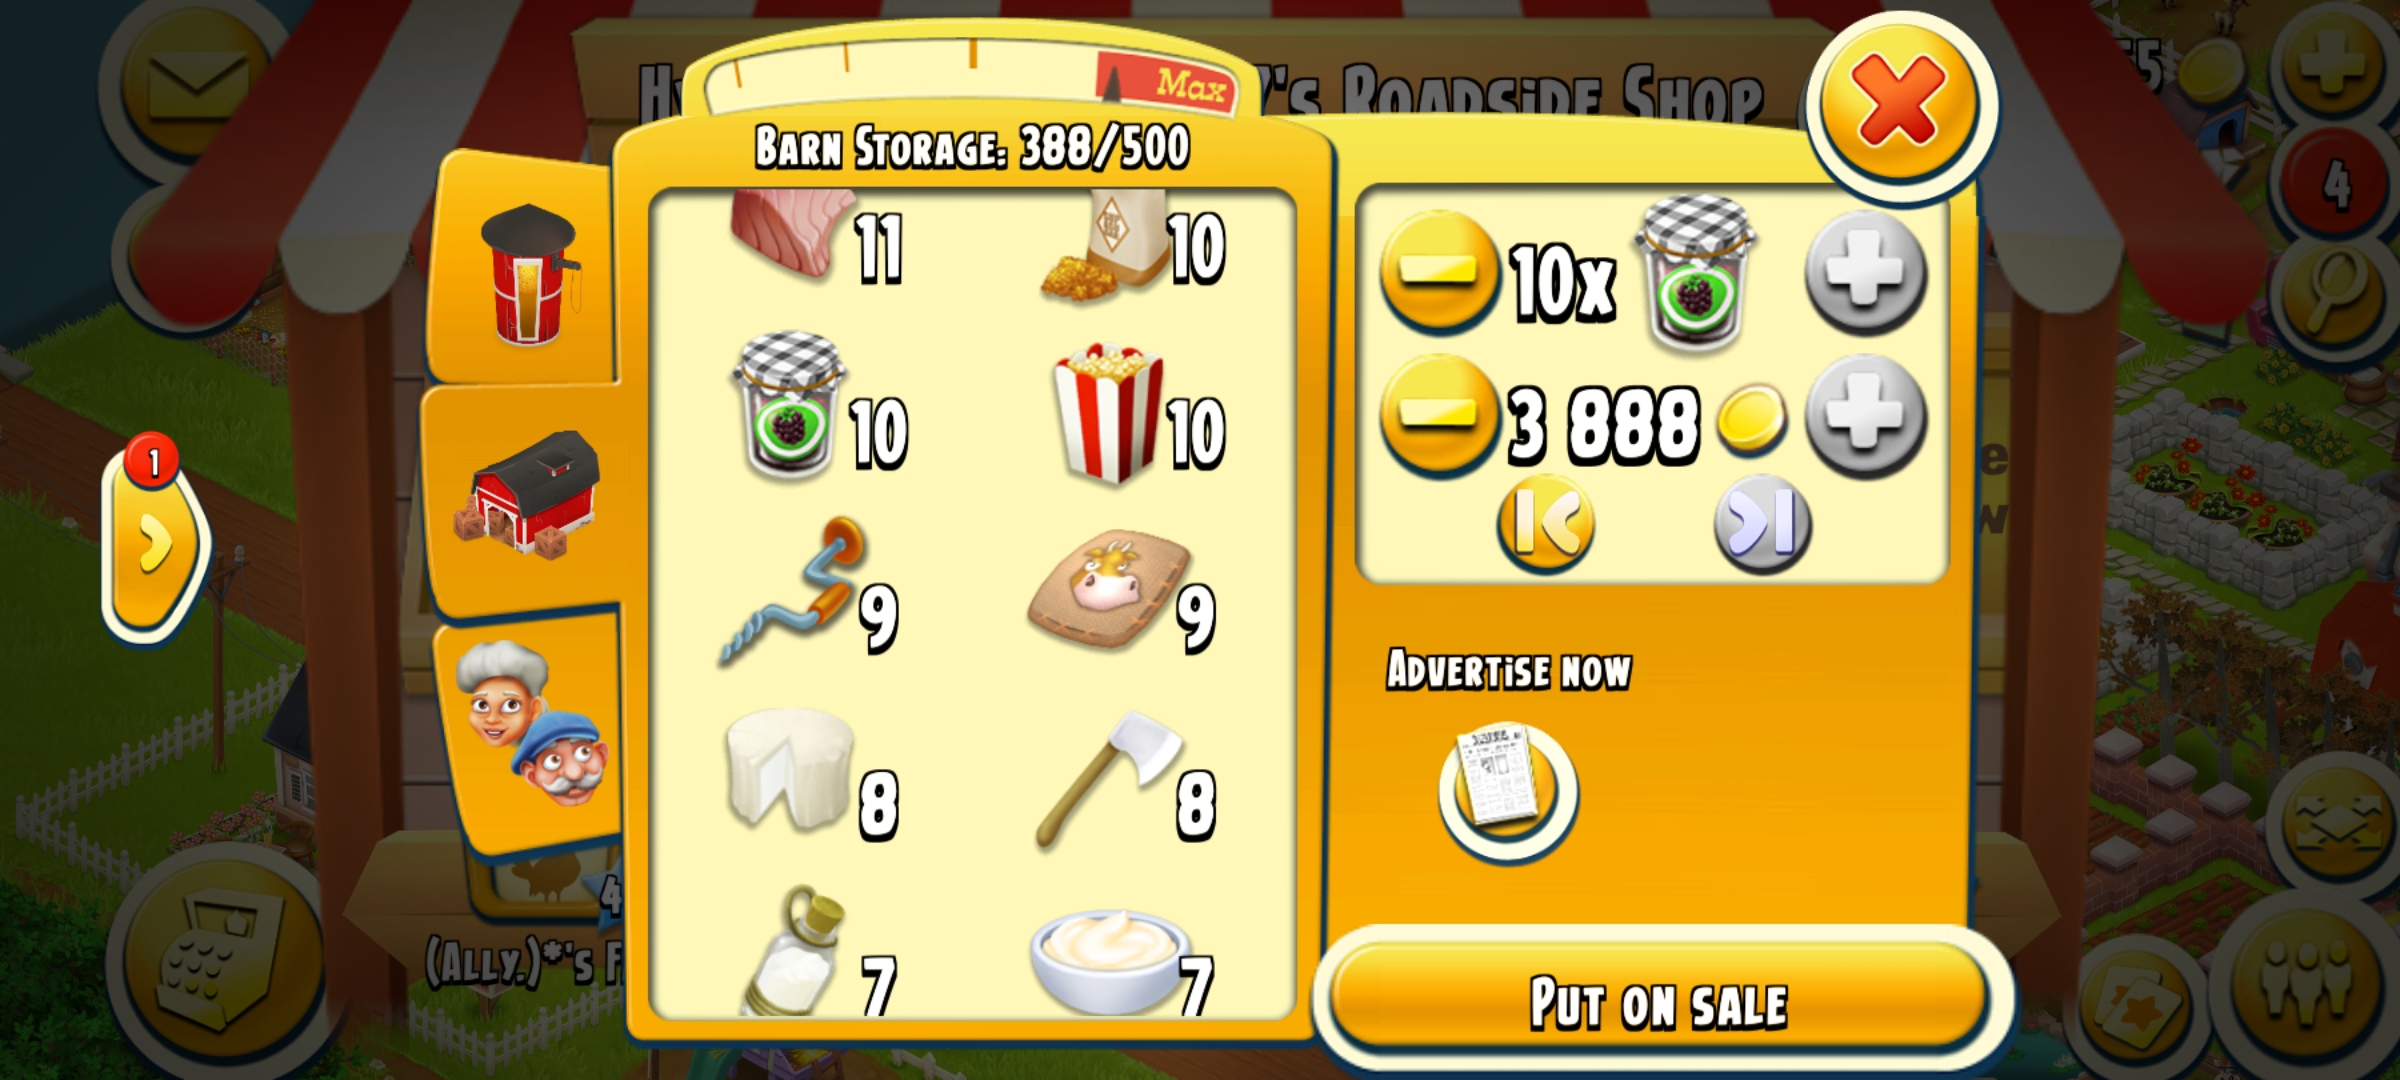 Max
's Roadside Shop
Barn Storage: 388/500
11
10
10
10
9
9
8
8
7
7
10x
3 888
Advertise now
Put on sale
1
4
(Ally.)*'s